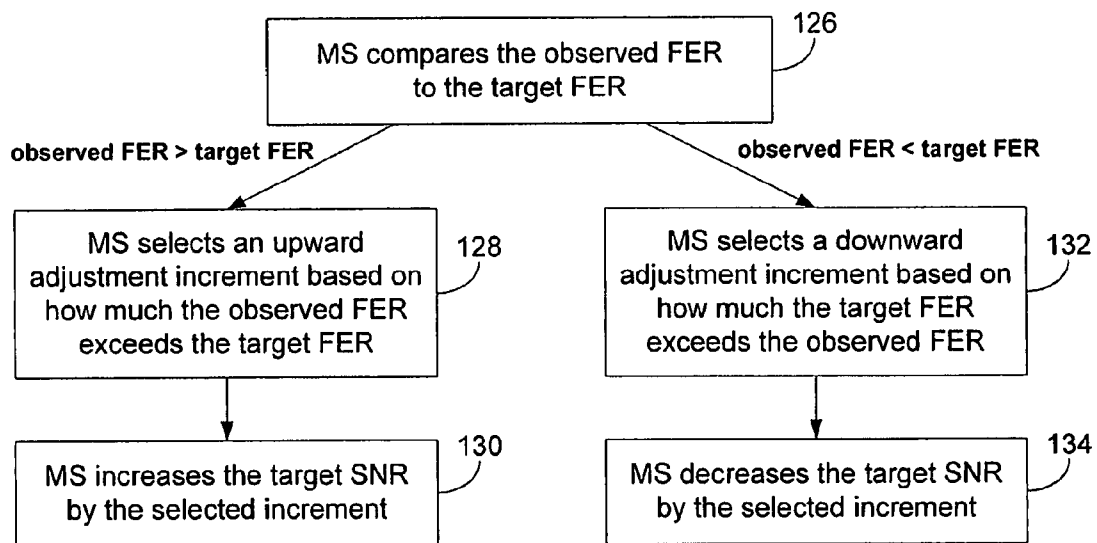 126
MS compares the observed FER
to the target FER
observed FER > target FER
observed FER < target FER
MS selects an upward
adjustment increment based on
how much the observed FER
exceeds the target FER
128
MS selects a downward
adjustment increment based on
how much the target FER
exceeds the observed FER
132
MS increases the target SNR
by the selected increment
130
MS decreases the target SNR
by the selected increment
134